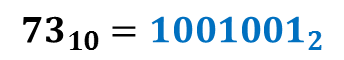 73₁₀ = 1001001₂